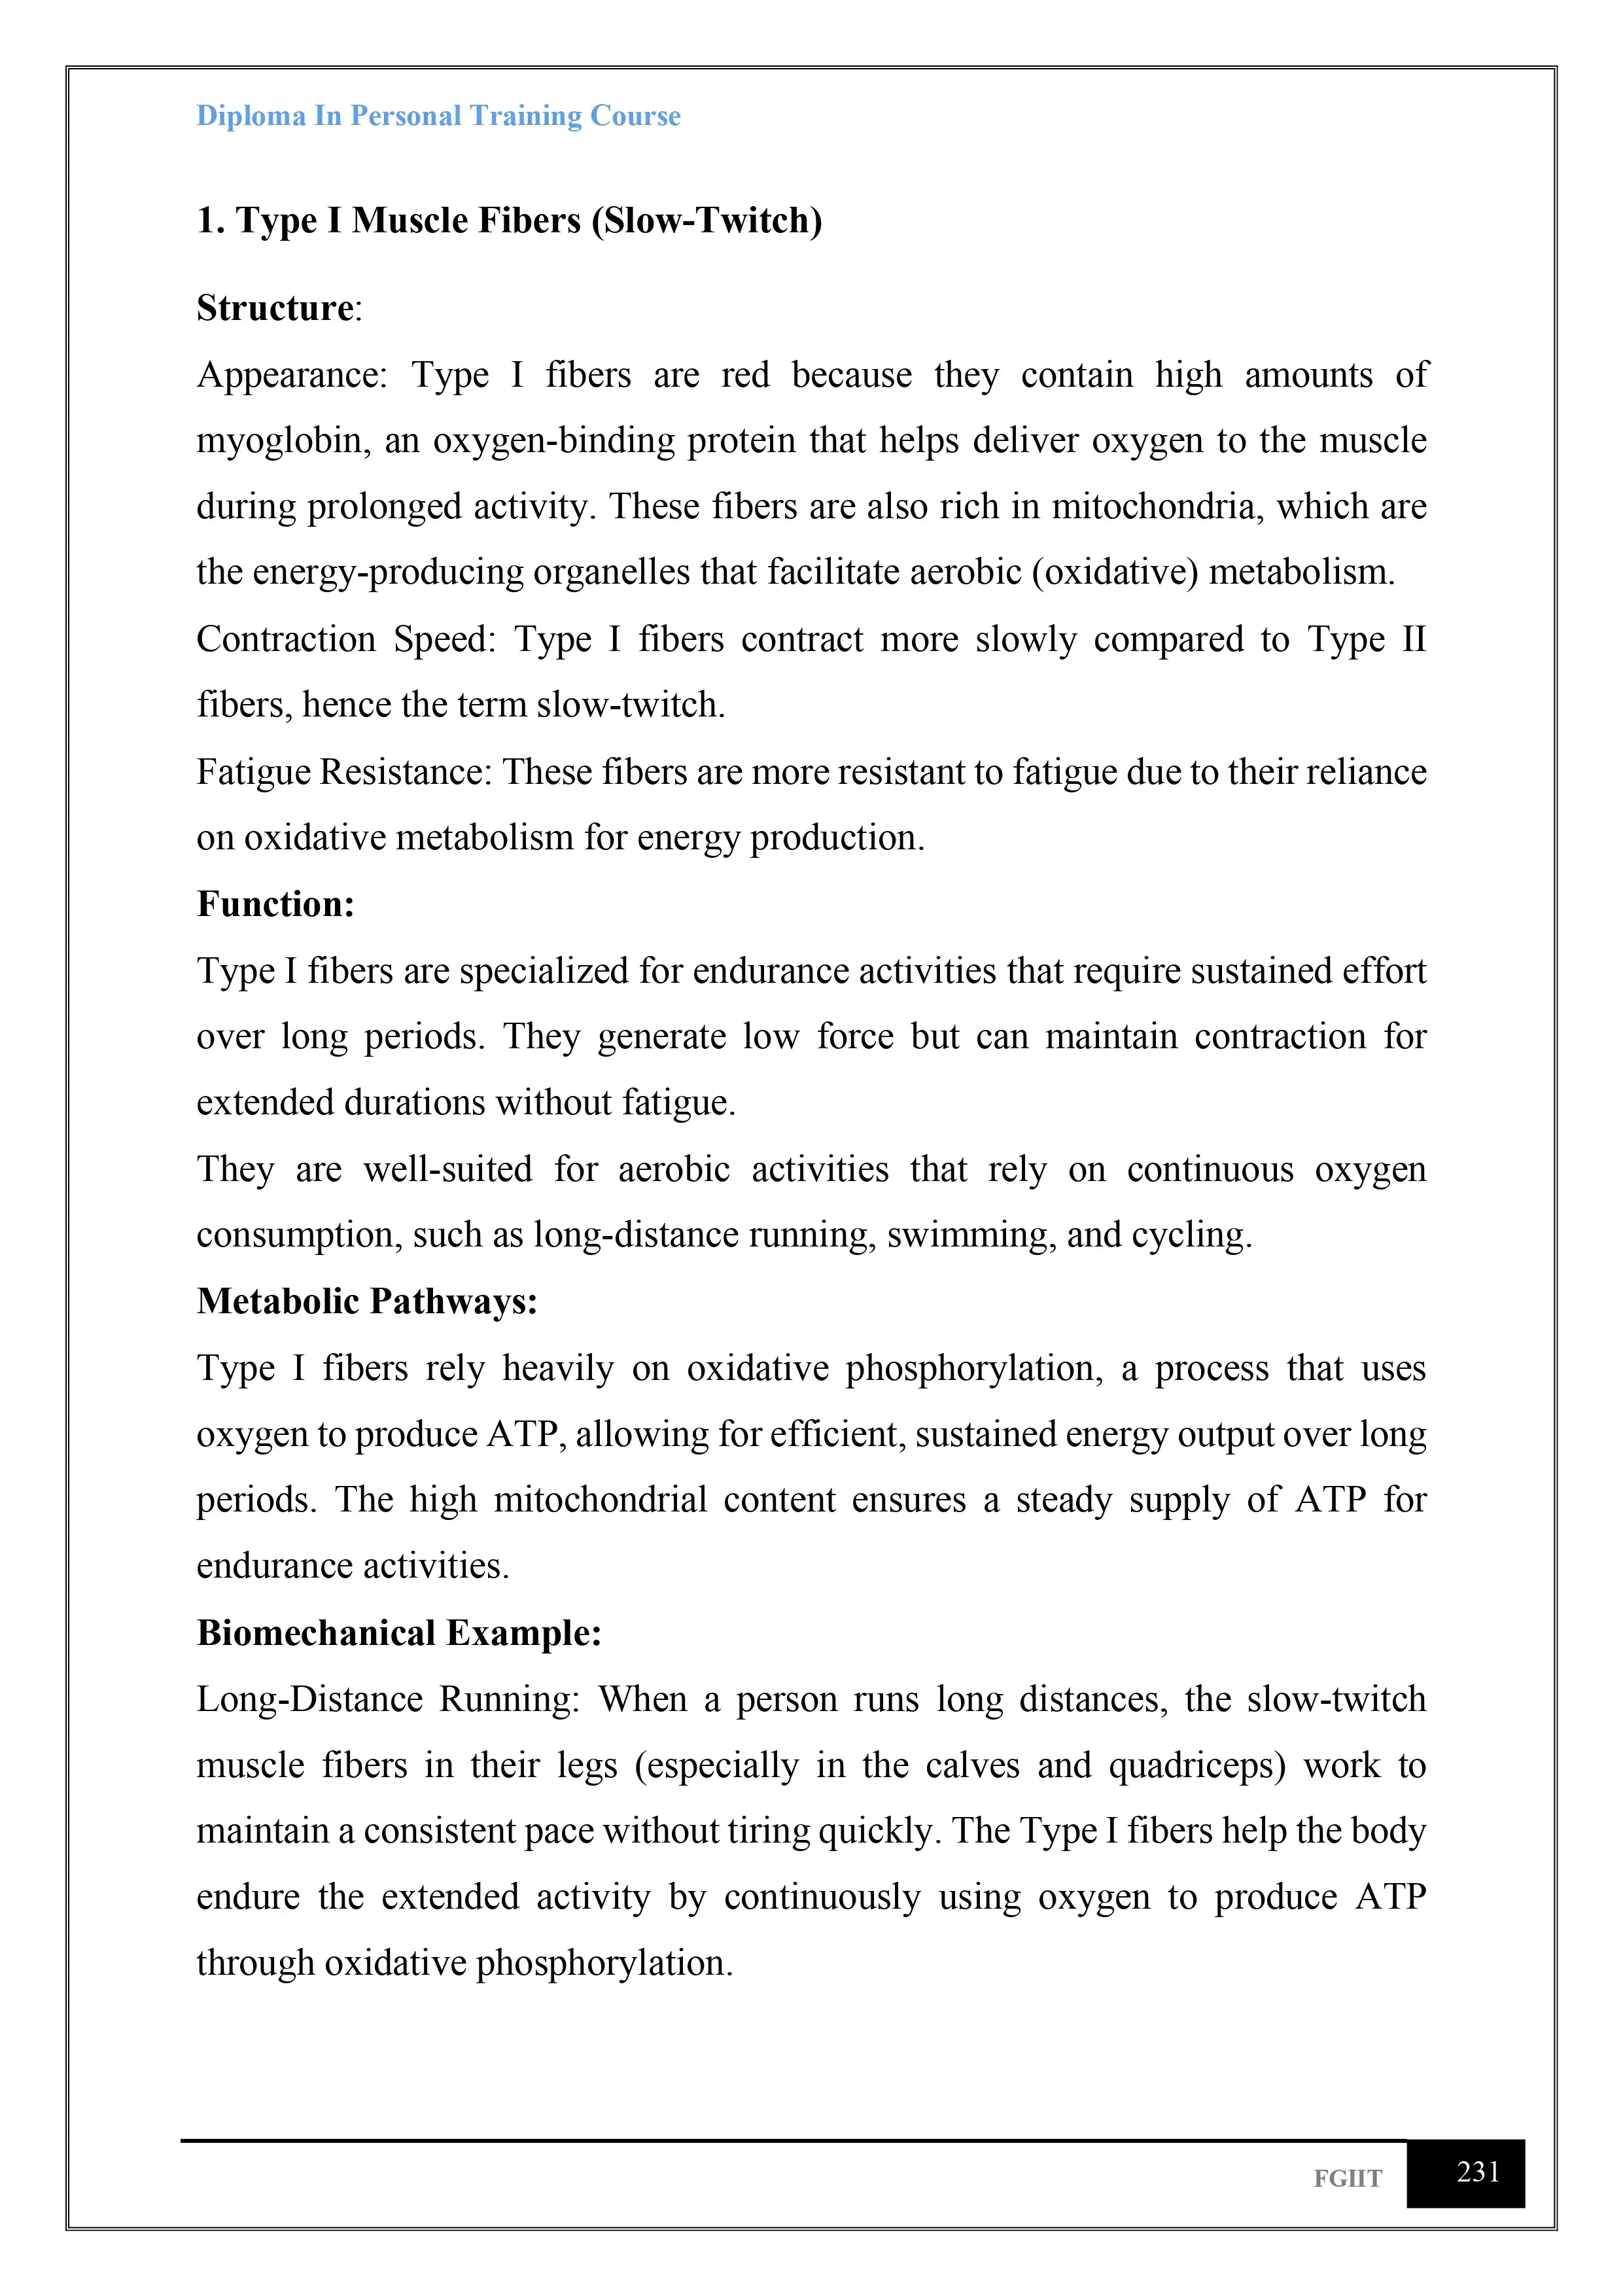 Diploma In Personal Training Course
1. Type I Muscle Fibers (Slow-Twitch)
Structure:
Appearance: Type I fibers are red because they contain high amounts of
myoglobin, an oxygen-binding protein that helps deliver oxygen to the muscle
during prolonged activity. These fibers are also rich in mitochondria, which are
the energy-producing organelles that facilitate aerobic (oxidative) metabolism.
Contraction Speed: Type I fibers contract more slowly compared to Type II
fibers, hence the term slow-twitch.
Fatigue Resistance: These fibers are more resistant to fatigue due to their reliance
on oxidative metabolism for energy production.
Function:
Type I fibers are specialized for endurance activities that require sustained effort
over long periods. They generate low force but can maintain contraction for
extended durations without fatigue.
They are well-suited for aerobic activities that rely on continuous oxygen
consumption, such as long-distance running, swimming, and cycling.
Metabolic Pathways:
Type I fibers rely heavily on oxidative phosphorylation, a process that uses
oxygen to produce ATP, allowing for efficient, sustained energy output over long
periods. The high mitochondrial content ensures a steady supply of ATP for
endurance activities.
Biomechanical Example:
Long-Distance Running: When a person runs long distances, the slow-twitch
muscle fibers in their legs (especially in the calves and quadriceps) work to
maintain a consistent pace without tiring quickly. The Type I fibers help the body
endure the extended activity by continuously using oxygen to produce ATP
through oxidative phosphorylation.
FGIIT 231